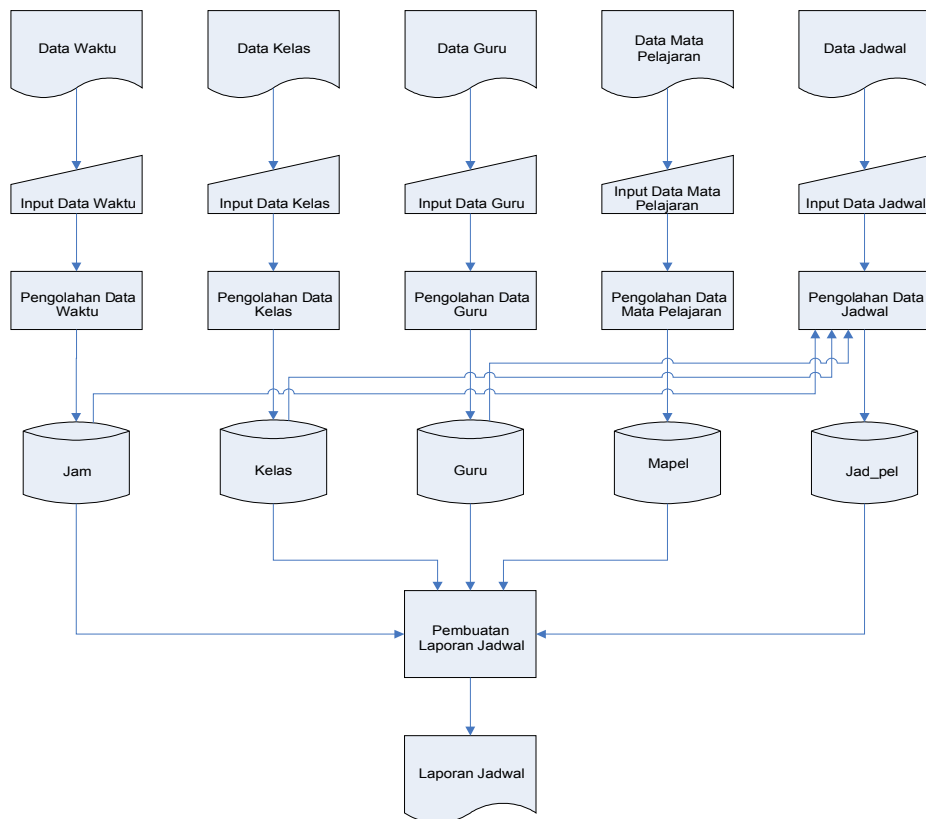 Data Waktu
Data Kelas
Data Guru
Data Mata
Pelajaran
Data Jadwal
Input Data Waktu
Input Data Kelas
Input Data Guru
Input Data Mata
Pelajaran
Input Data Jadwal
Pengolahan Data
Waktu
Pengolahan Data
Kelas
Pengolahan Data
Guru
Pengolahan Data
Mata Pelajaran
Pengolahan Data
Jadwal
Jam
Kelas
Guru
Mapel
Jad_pel
Pembuatan
Laporan Jadwal
Laporan Jadwal